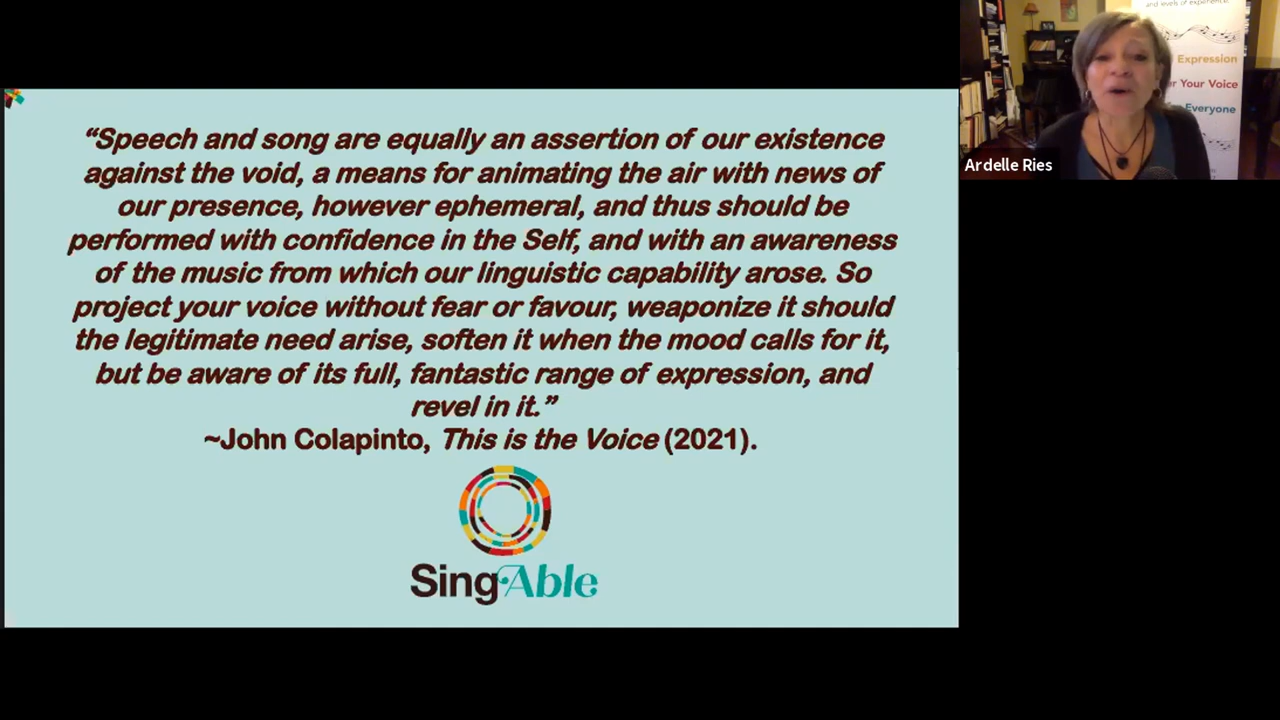 “Speech and song are equally an assertion of our existence
against the void, a means for animating the air with news of
our presence, however ephemeral, and thus should be
performed with confidence in the Self, and with an awareness
of the music from which our linguistic capability arose. So
project your voice without fear or favour, weaponize it should
the legitimate need arise, soften it when the mood calls for it,
but be aware of its full, fantastic range of expression, and
revel in it.”
~John Colapinto, This is the Voice (2021).
SingAble
and levels of experience.
Expression
er Your Voice
Everyone
Ardelle Ries